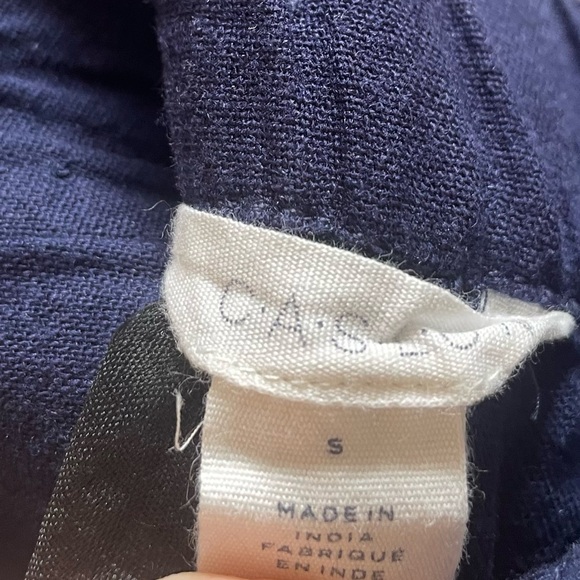 C·A·S
S
MADE IN
INDIA
FABRIQUÉ
EN INDE